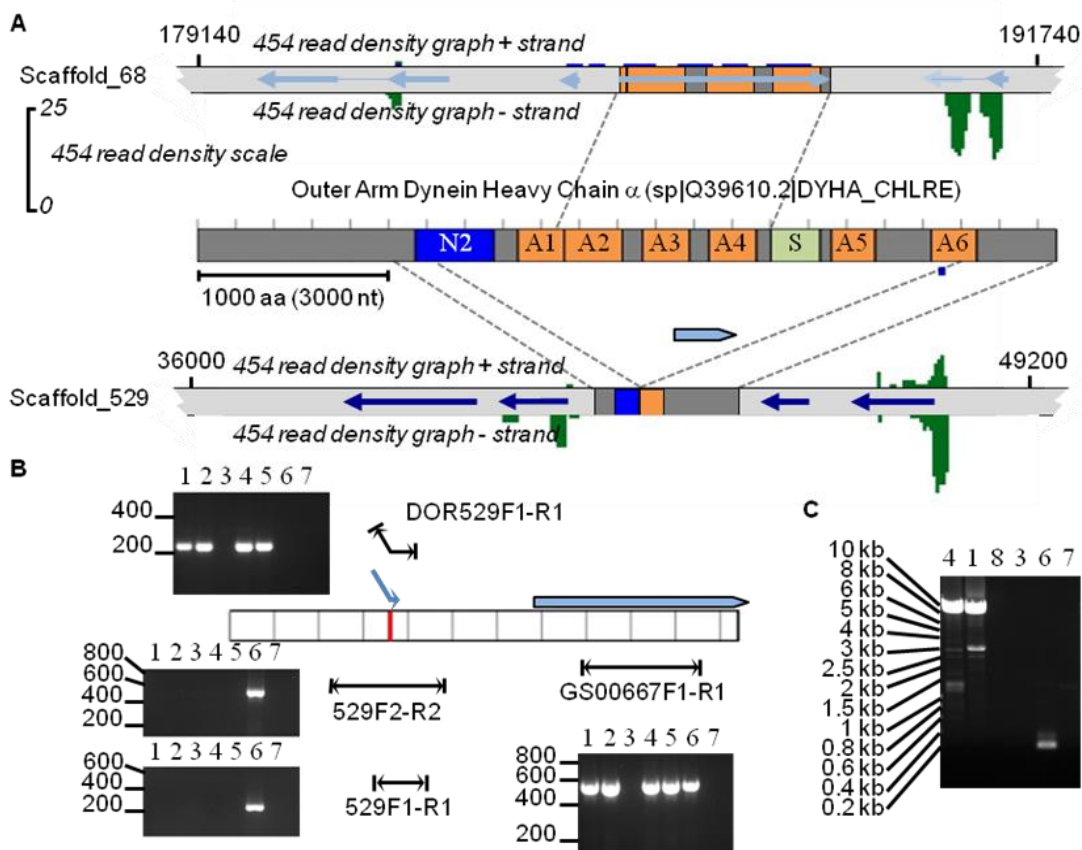 A
179140
191740
454 read density graph + strand
Scaffold_68
454 read density graph - strand
25
454 read density scale
0
Outer Arm Dynein Heavy Chain α (sp|Q39610.2|DYHA_CHLRE)
N2 A1 A2 A3 A4 S A5 A6
1000 aa (3000 nt)
36000
454 read density graph + strand
49200
Scaffold_529
454 read density graph - strand
B
1 2 3 4 5 6 7
400
200
DOR529F1-R1
1 2 3 4 5 6 7
800
600
400
200
529F2-R2
GS00667F1-R1
1 2 3 4 5 6 7
600
400
200
529F1-R1
1 2 3 4 5 6 7
800
600
400
200
C
4 1 8 3 6 7
10 kb
8 kb
6 kb
5 kb
4 kb
3 kb
2.5 kb
2 kb
1.5 kb
1 kb
0.8 kb
0.6 kb
0.4 kb
0.2 kb